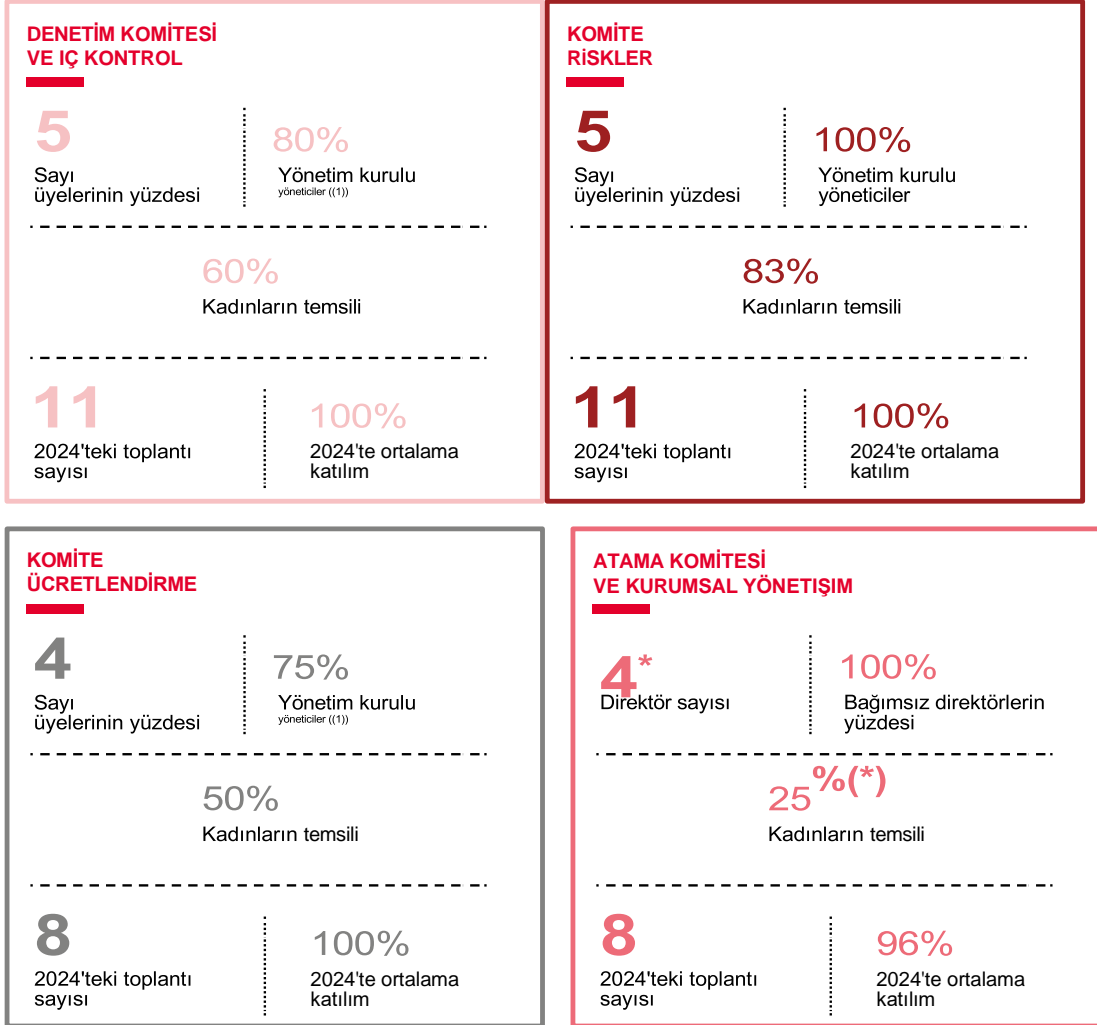 DENETİM KOMİTESİ
VE IÇ KONTROL
5
Sayı
üyelerinin yüzdesi
80%
Yönetim kurulu
yöneticiler ((1))
60%
Kadınların temsili
11
2024'teki toplantı
sayısı
100%
2024'te ortalama
katılım
KOMİTE
RİSKLER
5
Sayı
üyelerinin yüzdesi
100%
Yönetim kurulu
yöneticiler
83%
Kadınların temsili
11
2024'teki toplantı
sayısı
100%
2024'te ortalama
katılım
KOMİTE
ÜCRETLENDİRME
4
Sayı
üyelerinin yüzdesi
75%
Yönetim kurulu
yöneticiler ((1))
50%
Kadınların temsili
8
2024'teki toplantı
sayısı
100%
2024'te ortalama
katılım
ATAMA KOMİTESİ
VE KURUMSAL YÖNETIŞIM
4*
Direktör sayısı
100%
Bağımsız direktörlerin
yüzdesi
25%(*)
Kadınların temsili
8
2024'teki toplantı
sayısı
96%
2024'te ortalama
katılım